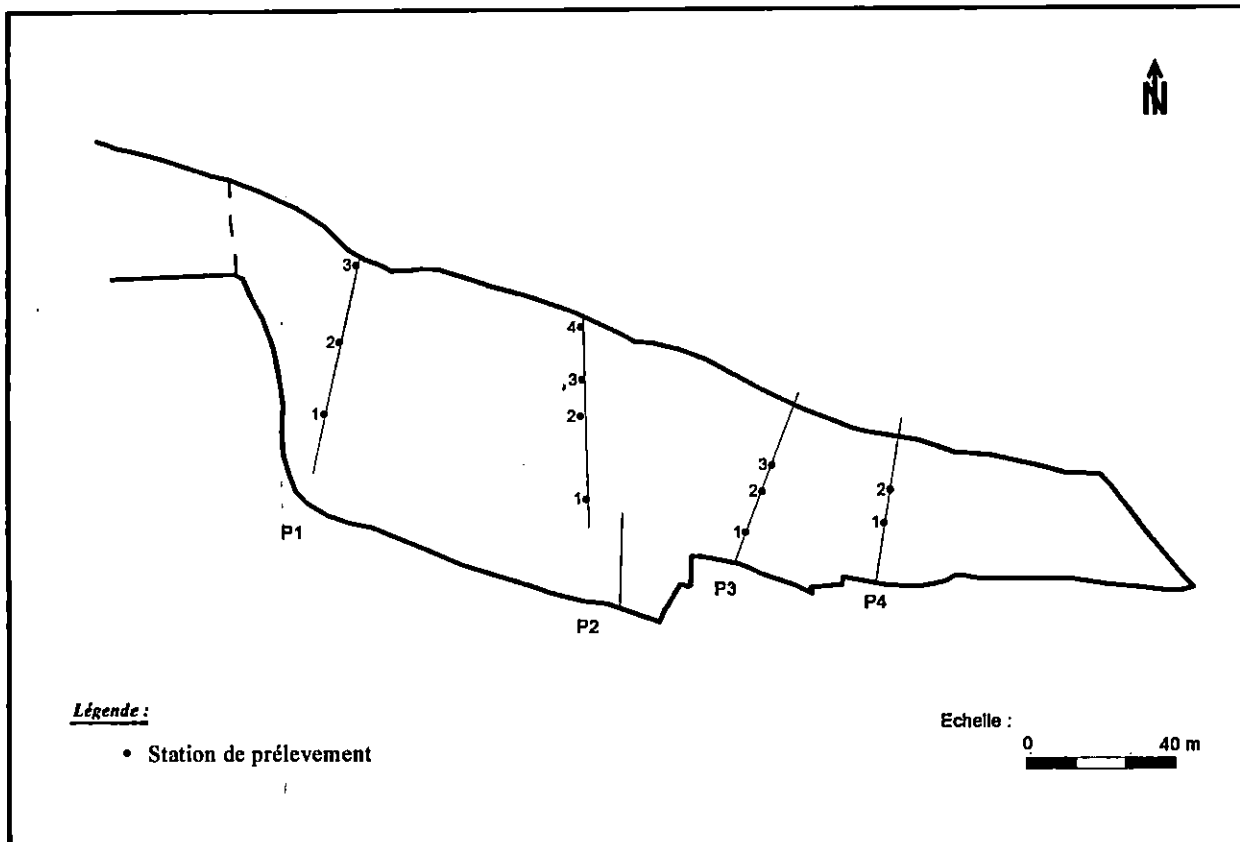 N
3
2
1
P1
4
3
2
1
P2
3
2
1
P3
2
1
P4
Légende :
• Station de prélevement
Echelle :
0 40 m